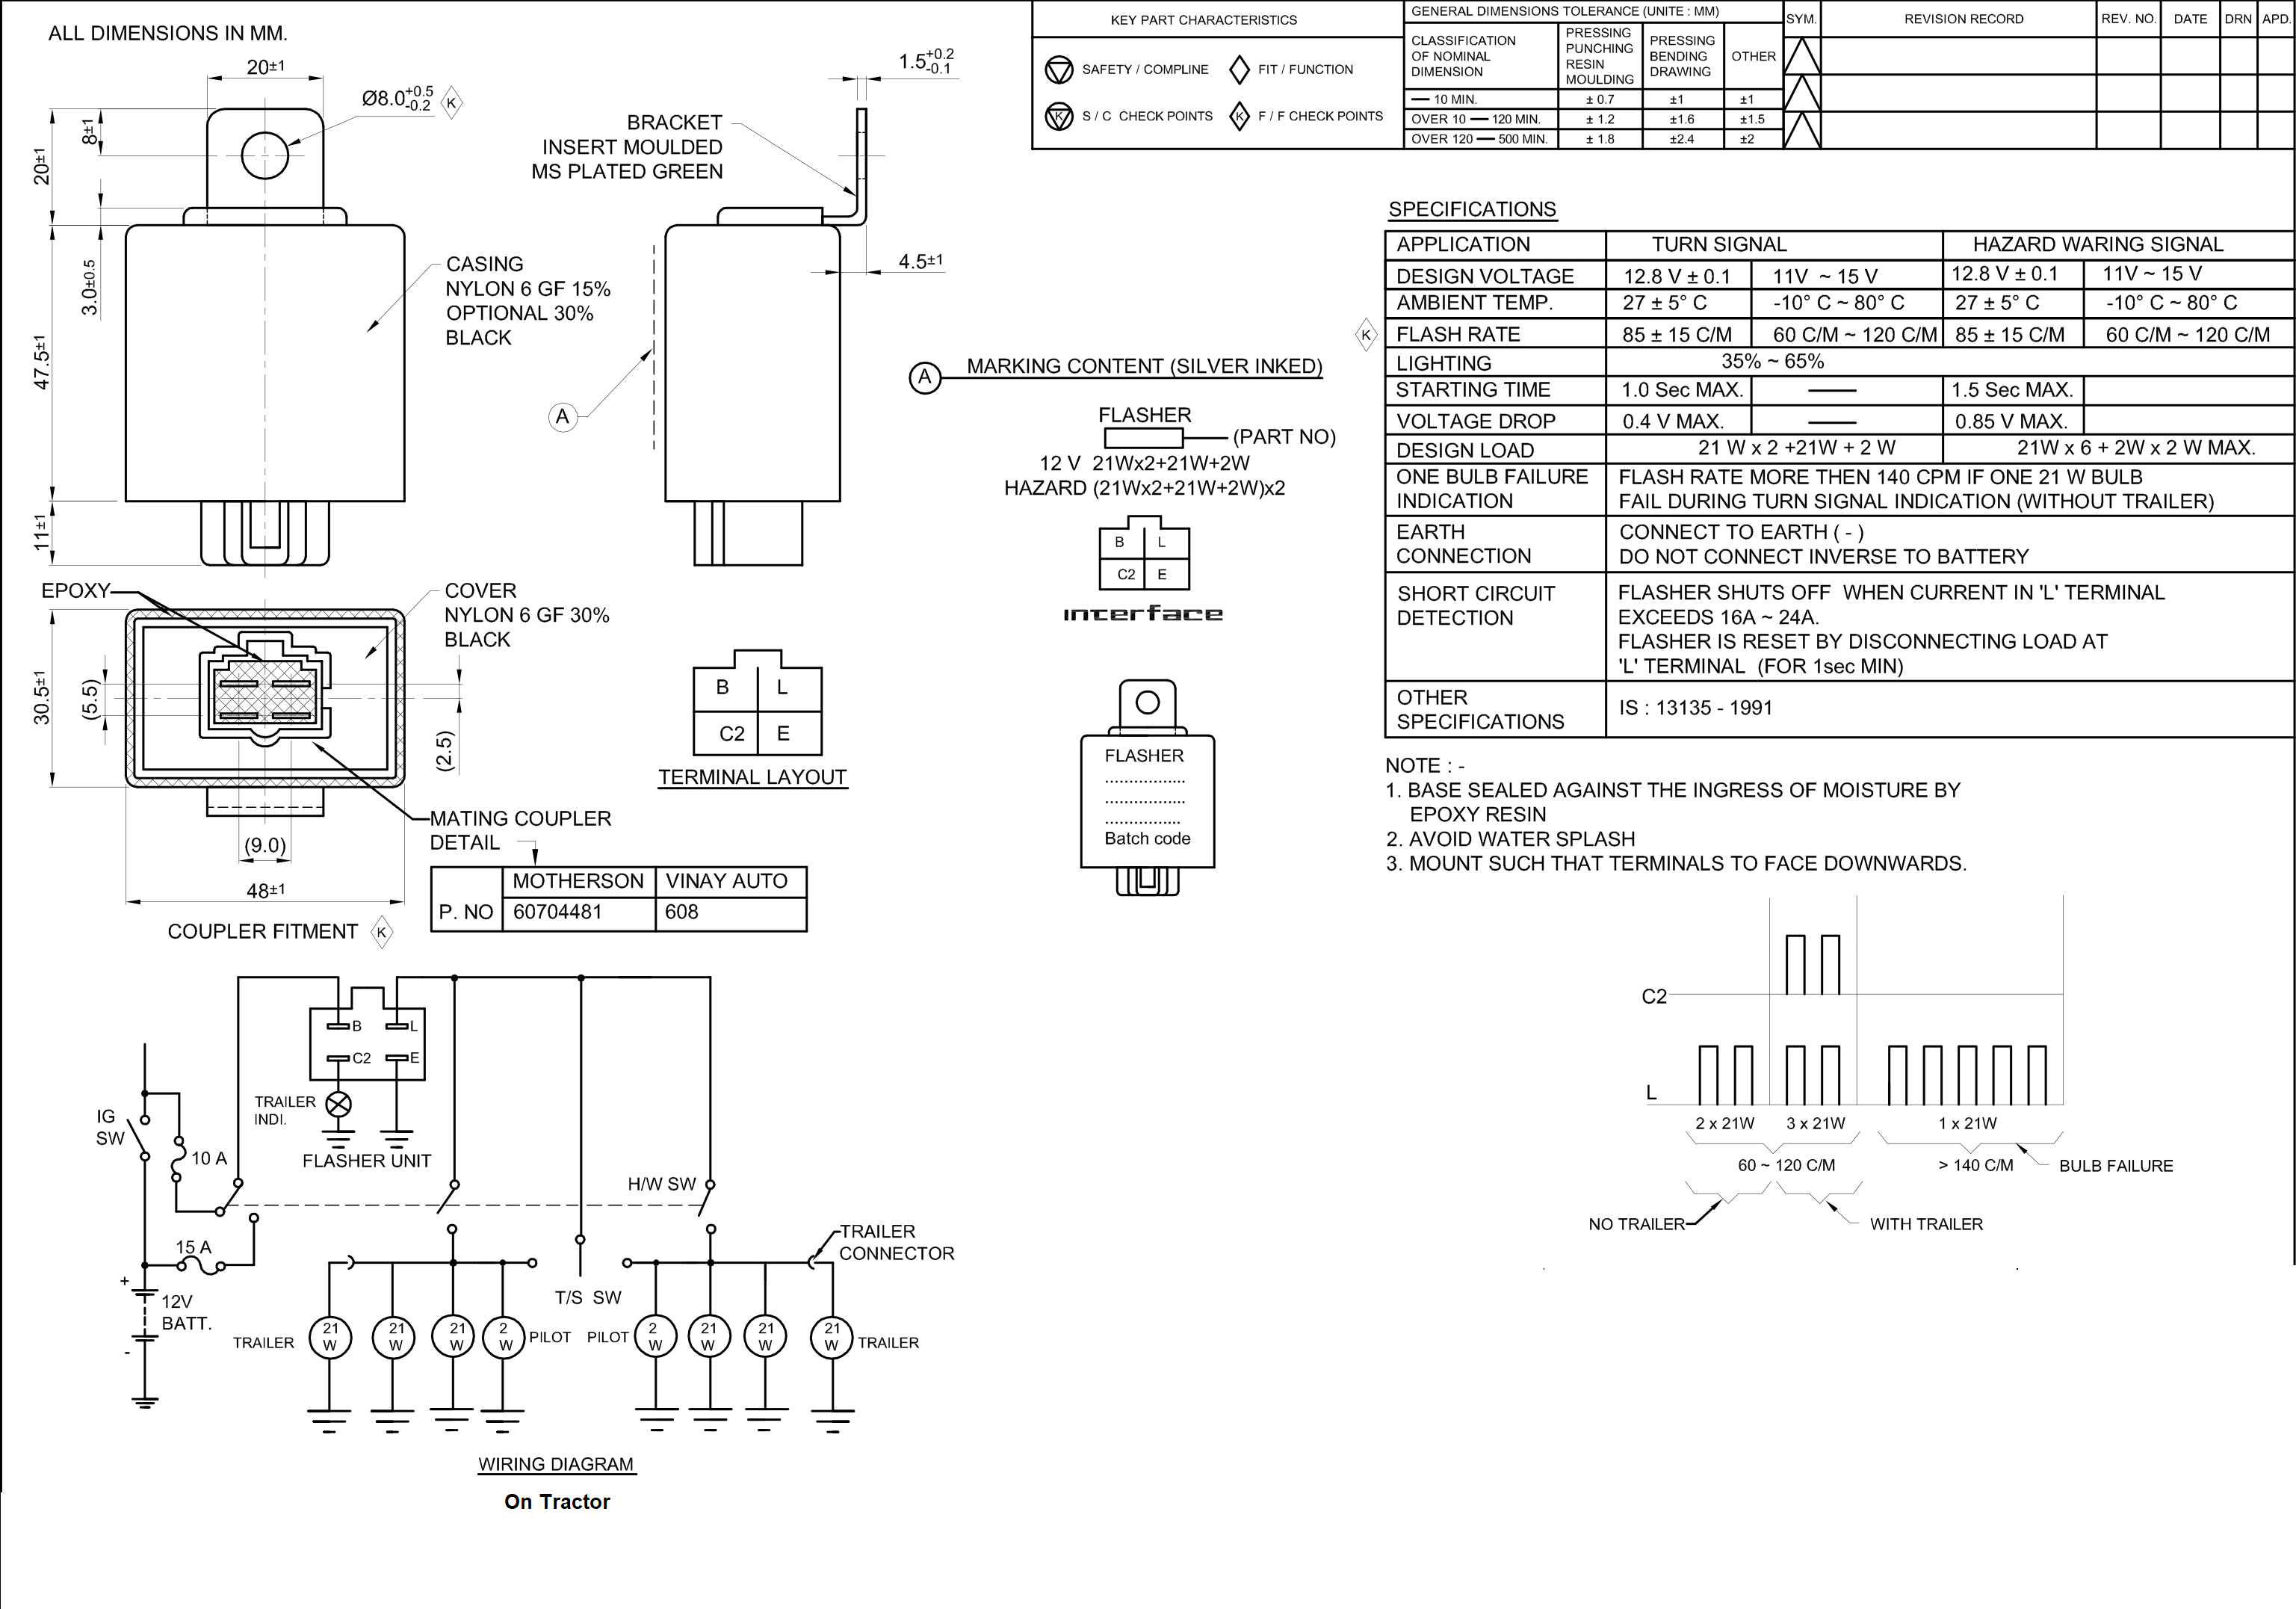 ALL DIMENSIONS IN MM.
KEY PART CHARACTERISTICS
SAFETY / COMPLINE
FIT / FUNCTION
K
S / C CHECK POINTS
K
F / F CHECK POINTS
GENERAL DIMENSIONS TOLERANCE (UNITE : MM)
CLASSIFICATION OF NOMINAL DIMENSION
PRESSING PUNCHING RESIN MOULDING
PRESSING BENDING DRAWING
OTHER
— 10 MIN. ± 0.7 ±1 ±1
OVER 10 — 120 MIN. ± 1.2 ±1.6 ±1.5
OVER 120 — 500 MIN. ± 1.8 ±2.4 ±2
SYM. REVISION RECORD REV. NO. DATE DRN APD.
20±1
Ø8.0+0.5-0.2 K
8±1
20±1
3.0±0.5
47.5±1
11±1
1.5+0.2-0.1
BRACKET
INSERT MOULDED
MS PLATED GREEN
4.5±1
CASING
NYLON 6 GF 15%
OPTIONAL 30%
BLACK
A
A
MARKING CONTENT (SILVER INKED)
FLASHER
(PART NO)
12 V 21Wx2+21W+2W
HAZARD (21Wx2+21W+2W)x2
B L
C2 E
interface
EPOXY
COVER
NYLON 6 GF 30%
BLACK
30.5±1
(5.5)
(2.5)
(9.0)
48±1
B L
C2 E
TERMINAL LAYOUT
MATING COUPLER
DETAIL
MOTHERSON VINAY AUTO
P. NO 60704481 608
COUPLER FITMENT K
FLASHER
.................
.................
................
Batch code
SPECIFICATIONS
APPLICATION TURN SIGNAL HAZARD WARING SIGNAL
DESIGN VOLTAGE 12.8 V ± 0.1 11V ~ 15 V 12.8 V ± 0.1 11V ~ 15 V
AMBIENT TEMP. 27 ± 5° C -10° C ~ 80° C 27 ± 5° C -10° C ~ 80° C
K FLASH RATE 85 ± 15 C/M 60 C/M ~ 120 C/M 85 ± 15 C/M 60 C/M ~ 120 C/M
LIGHTING 35% ~ 65%
STARTING TIME 1.0 Sec MAX. —— 1.5 Sec MAX.
VOLTAGE DROP 0.4 V MAX. —— 0.85 V MAX.
DESIGN LOAD 21 W x 2 +21W + 2 W 21W x 6 + 2W x 2 W MAX.
ONE BULB FAILURE INDICATION
FLASH RATE MORE THEN 140 CPM IF ONE 21 W BULB
FAIL DURING TURN SIGNAL INDICATION (WITHOUT TRAILER)
EARTH CONNECTION
CONNECT TO EARTH ( - )
DO NOT CONNECT INVERSE TO BATTERY
SHORT CIRCUIT DETECTION
FLASHER SHUTS OFF WHEN CURRENT IN 'L' TERMINAL
EXCEEDS 16A ~ 24A.
FLASHER IS RESET BY DISCONNECTING LOAD AT
'L' TERMINAL (FOR 1sec MIN)
OTHER SPECIFICATIONS
IS : 13135 - 1991
NOTE : -
1. BASE SEALED AGAINST THE INGRESS OF MOISTURE BY
EPOXY RESIN
2. AVOID WATER SPLASH
3. MOUNT SUCH THAT TERMINALS TO FACE DOWNWARDS.
C2
L
2 x 21W 3 x 21W 1 x 21W
60 ~ 120 C/M > 140 C/M BULB FAILURE
NO TRAILER WITH TRAILER
B L
C2 E
TRAILER
INDI.
FLASHER UNIT
IG
SW
10 A
15 A
+
12V
BATT.
-
H/W SW
TRAILER
CONNECTOR
T/S SW
TRAILER 21 W 21 W 21 W 2 W PILOT PILOT 2 W 21 W 21 W 21 W TRAILER
WIRING DIAGRAM
On Tractor